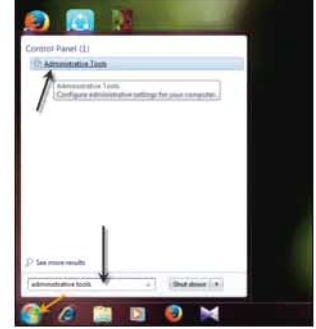 Control Panel (1)
Administrative Tools
Administrative Tools
Configure administrative settings for your computer.
See more results
administrative tools
Shut down